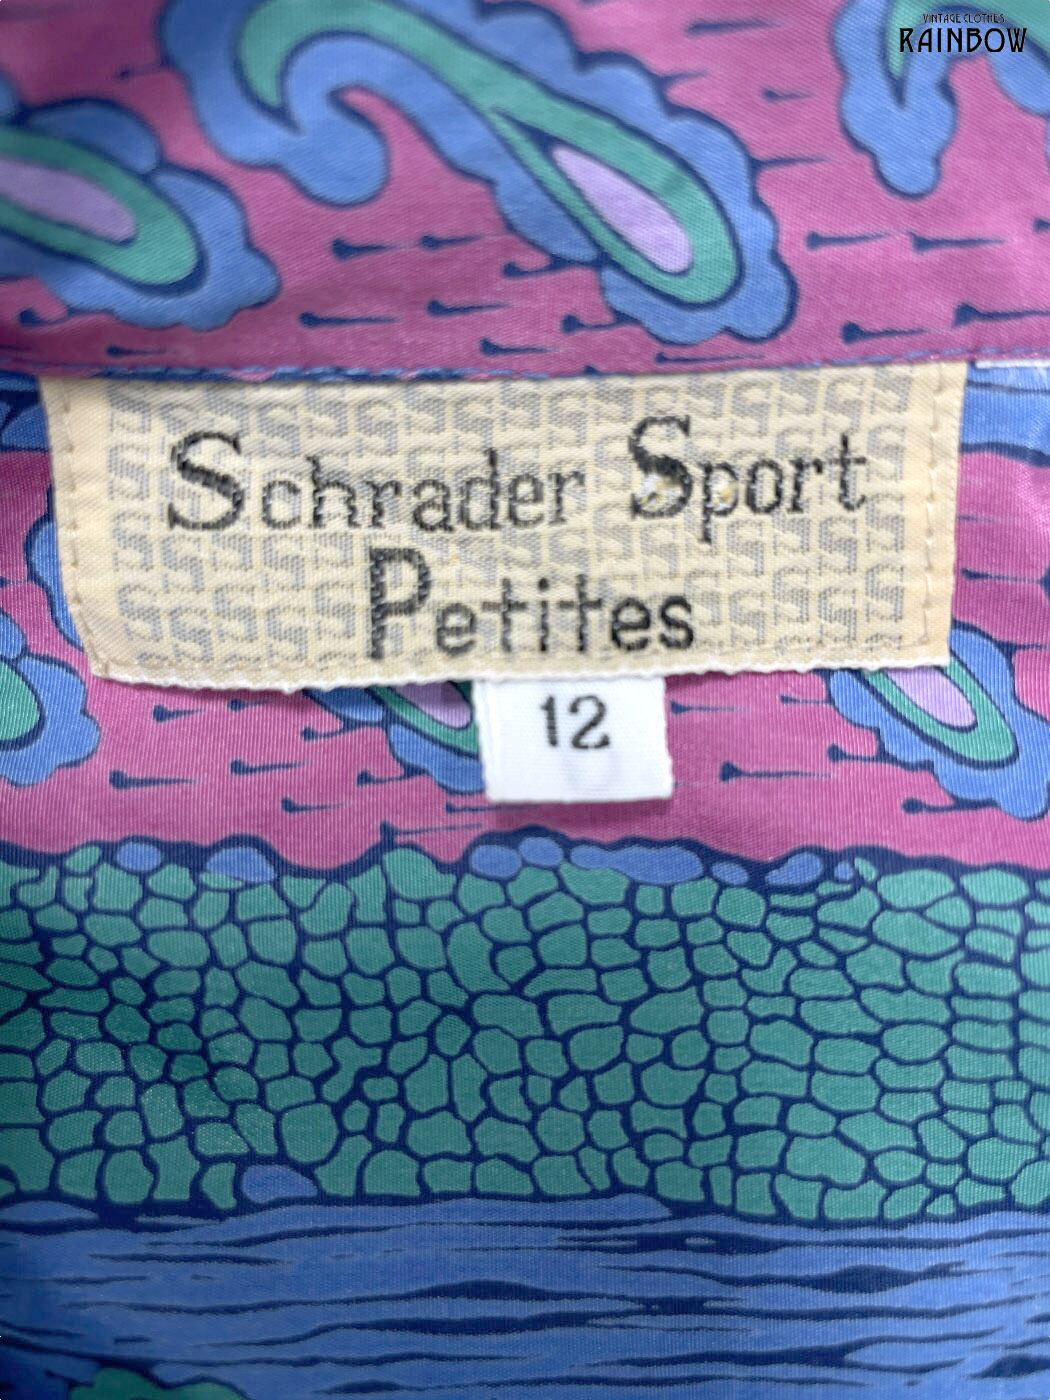 VINTAGE CLOTHES
RAINBOW
Schrader Sport
Petites
12